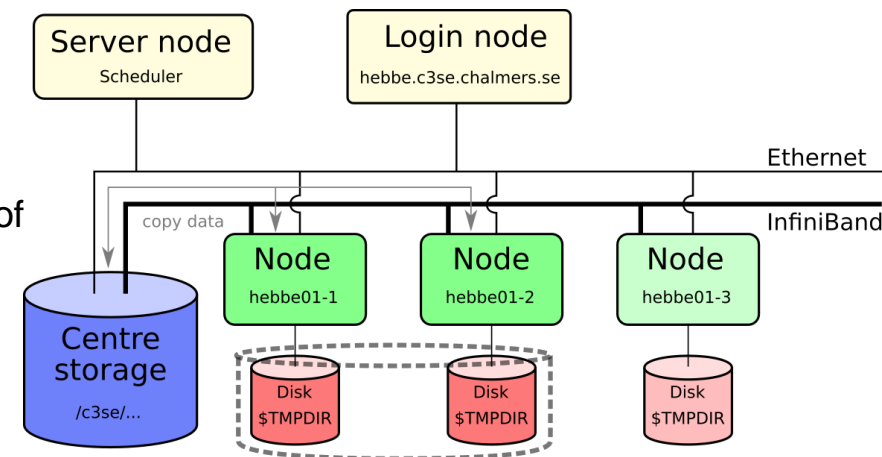 Server node
Scheduler
Login node
hebbe.c3se.chalmers.se
Ethernet
of
copy data
InfiniBand
Node
hebbe01-1
Node
hebbe01-2
Node
hebbe01-3
Centre
storage
/c3se/...
Disk
$TMPDIR
Disk
$TMPDIR
Disk
$TMPDIR